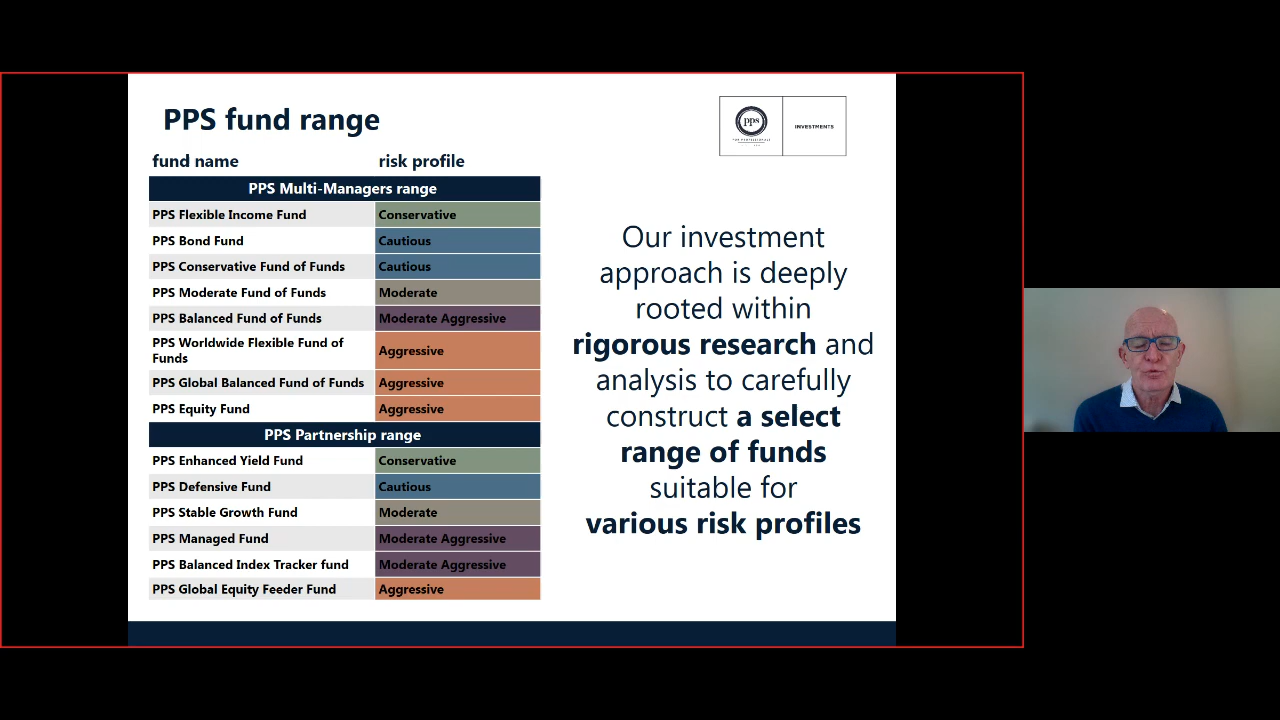 PPS fund range
pps
INVESTMENTS
fund name risk profile
PPS Multi-Managers range
PPS Flexible Income Fund Conservative
PPS Bond Fund Cautious
PPS Conservative Fund of Funds Cautious
PPS Moderate Fund of Funds Moderate
PPS Balanced Fund of Funds Moderate Aggressive
PPS Worldwide Flexible Fund of
Funds Aggressive
PPS Global Balanced Fund of Funds Aggressive
PPS Equity Fund Aggressive
PPS Partnership range
PPS Enhanced Yield Fund Conservative
PPS Defensive Fund Cautious
PPS Stable Growth Fund Moderate
PPS Managed Fund Moderate Aggressive
PPS Balanced Index Tracker fund Moderate Aggressive
PPS Global Equity Feeder Fund Aggressive
Our investment
approach is deeply
rooted within
rigorous research and
analysis to carefully
construct a select
range of funds
suitable for
various risk profiles